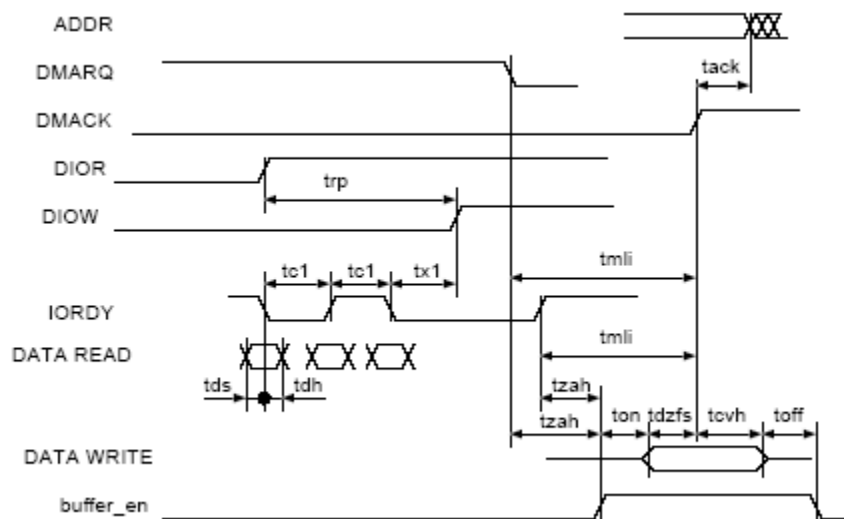 ADDR
DMARQ
tack
DMACK
DIOR
trp
DIOW
tc1 tc1 tx1 tmli
IORDY
DATA READ tmli
tds tdh tzah
tzah ton tdzfs tcvh toff
DATA WRITE
buffer_en